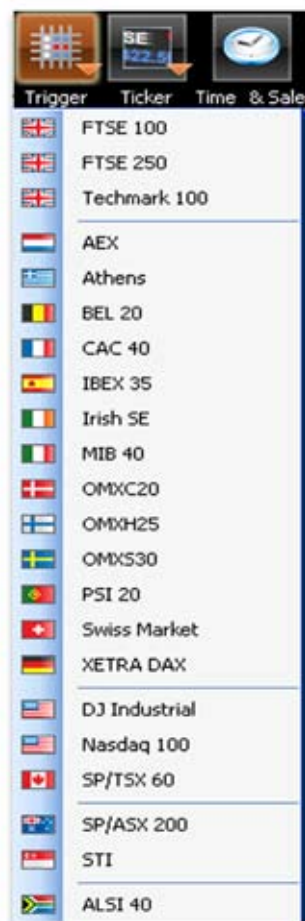 SE
522.5
Trigger Ticker Time & Sale
FTSE 100
FTSE 250
Techmark 100
AEX
Athens
BEL 20
CAC 40
IBEX 35
Irish SE
MIB 40
OMXC20
OMXH25
OMXS30
PSI 20
Swiss Market
XETRA DAX
DJ Industrial
Nasdaq 100
SP/TSX 60
SP/ASX 200
STI
ALSI 40